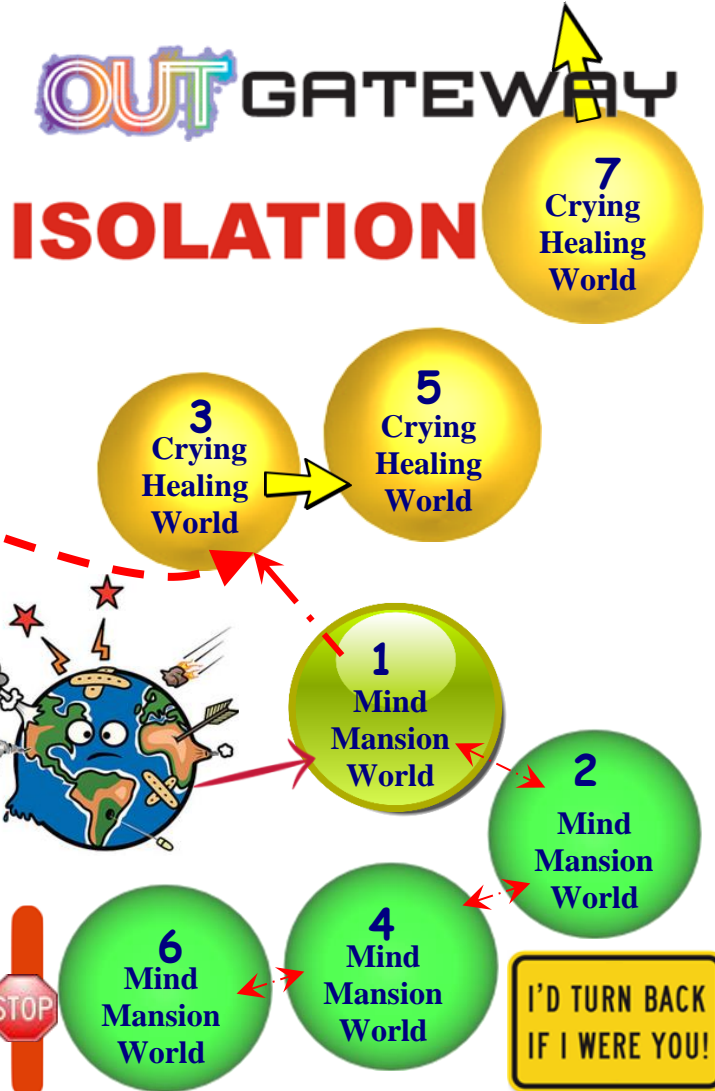 OUT GATEWAY
7
Crying
Healing
World
ISOLATION
3
Crying
Healing
World
5
Crying
Healing
World
1
Mind
Mansion
World
2
Mind
Mansion
World
6
Mind
Mansion
World
4
Mind
Mansion
World
STOP
I'D TURN BACK
IF I WERE YOU!